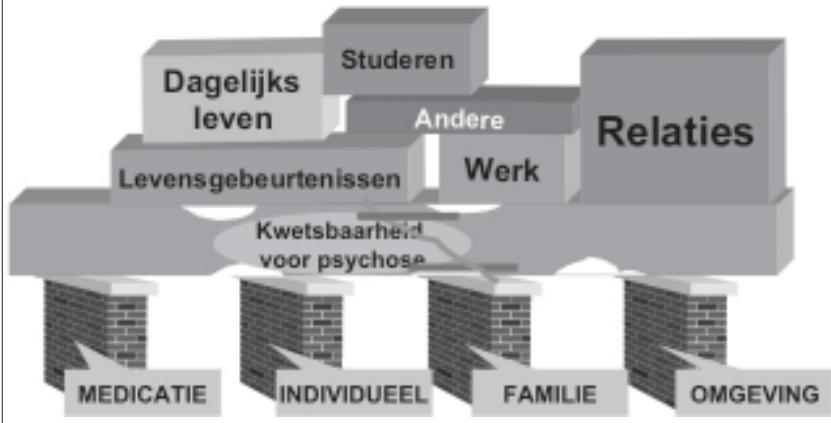 Studeren
Dagelijks
leven
Andere
Relaties
Levensgebeurtenissen
Werk
Kwetsbaarheid
voor psychose
MEDICATIE
INDIVIDUEEL
FAMILIE
OMGEVING